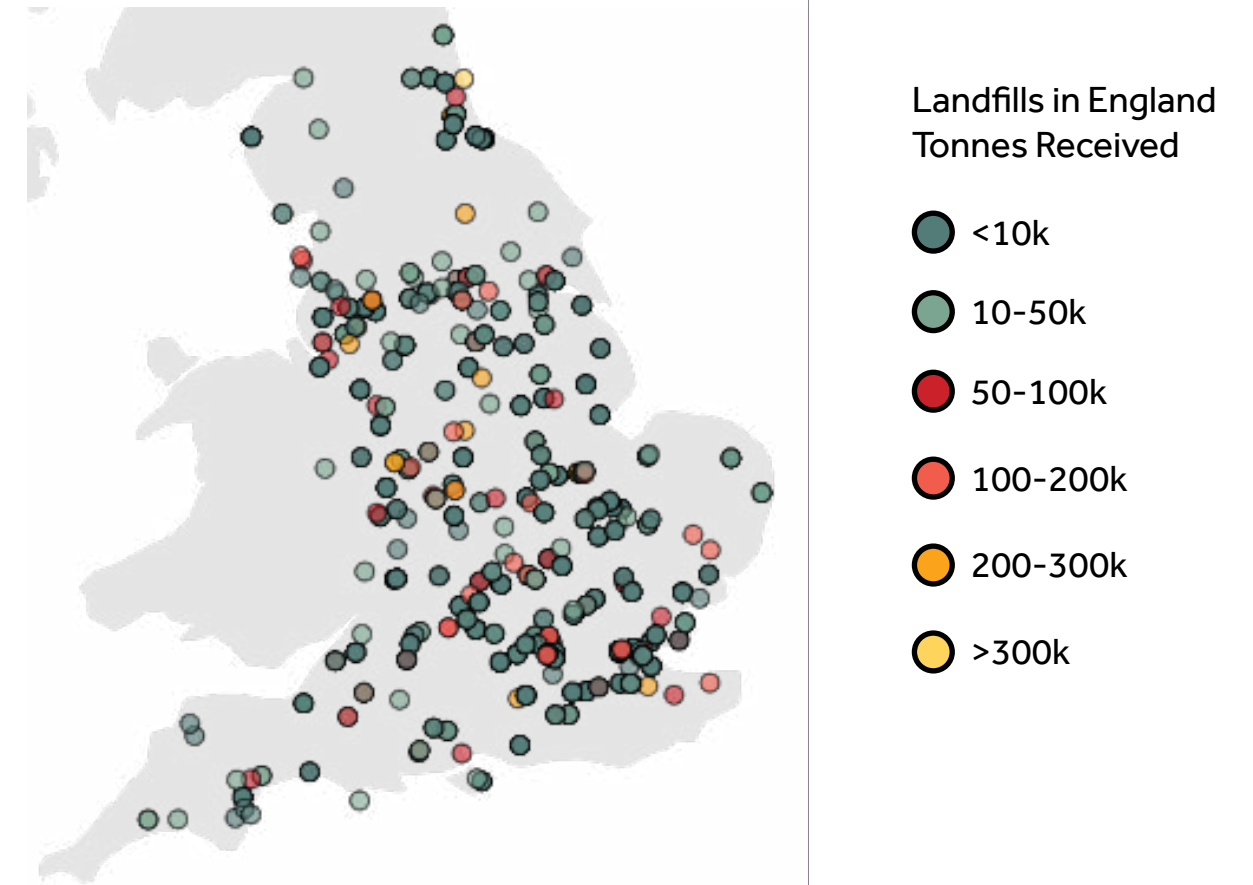 Landfills in England
Tonnes Received
<10k
10-50k
50-100k
100-200k
200-300k
>300k